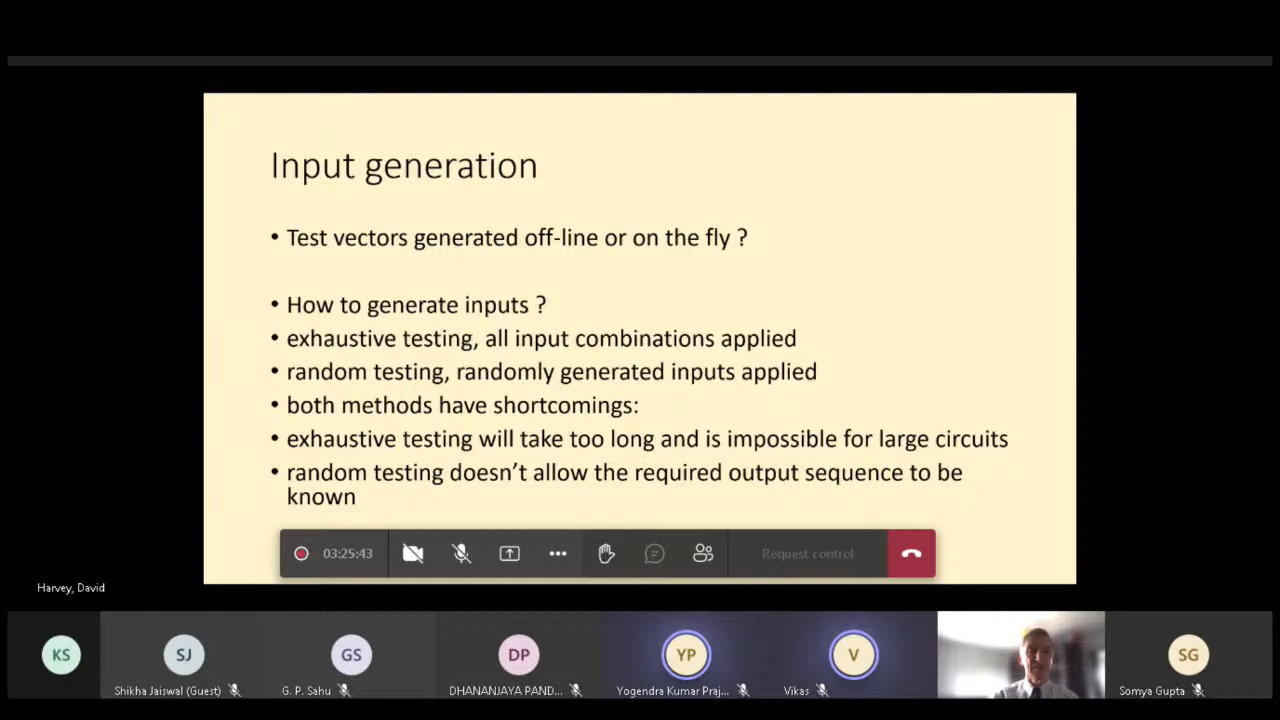 Input generation
• Test vectors generated off-line or on the fly ?
• How to generate inputs ?
• exhaustive testing, all input combinations applied
• random testing, randomly generated inputs applied
• both methods have shortcomings:
• exhaustive testing will take too long and is impossible for large circuits
• random testing doesn't allow the required output sequence to be
known
03:25:43
Request control
Harvey, David
KS
SJ
GS
DP
YP
V
SG
Shikha Jaiswal (Guest)
G. P. Sahu
DHANANJAYA PAND...
Yogendra Kumar Praj...
Vikas
Somya Gupta